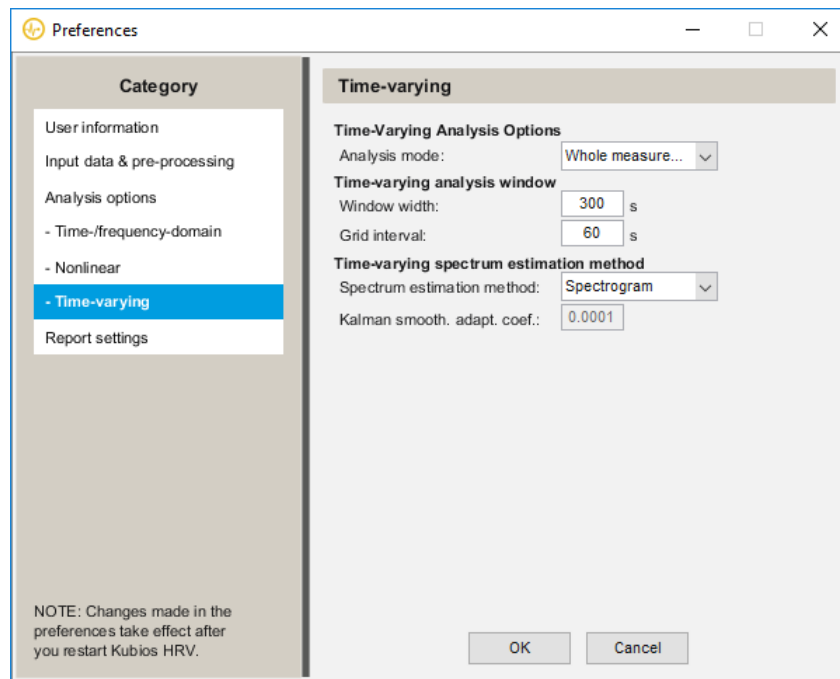 Preferences
Category
User information
Input data & pre-processing
Analysis options
- Time-/frequency-domain
- Nonlinear
- Time-varying
Report settings
NOTE: Changes made in the
preferences take effect after
you restart Kubios HRV.
Time-varying
Time-Varying Analysis Options
Analysis mode: Whole measure...
Time-varying analysis window
Window width: 300 s
Grid interval: 60 s
Time-varying spectrum estimation method
Spectrum estimation method: Spectrogram
Kalman smooth. adapt. coef.: 0.0001
OK Cancel